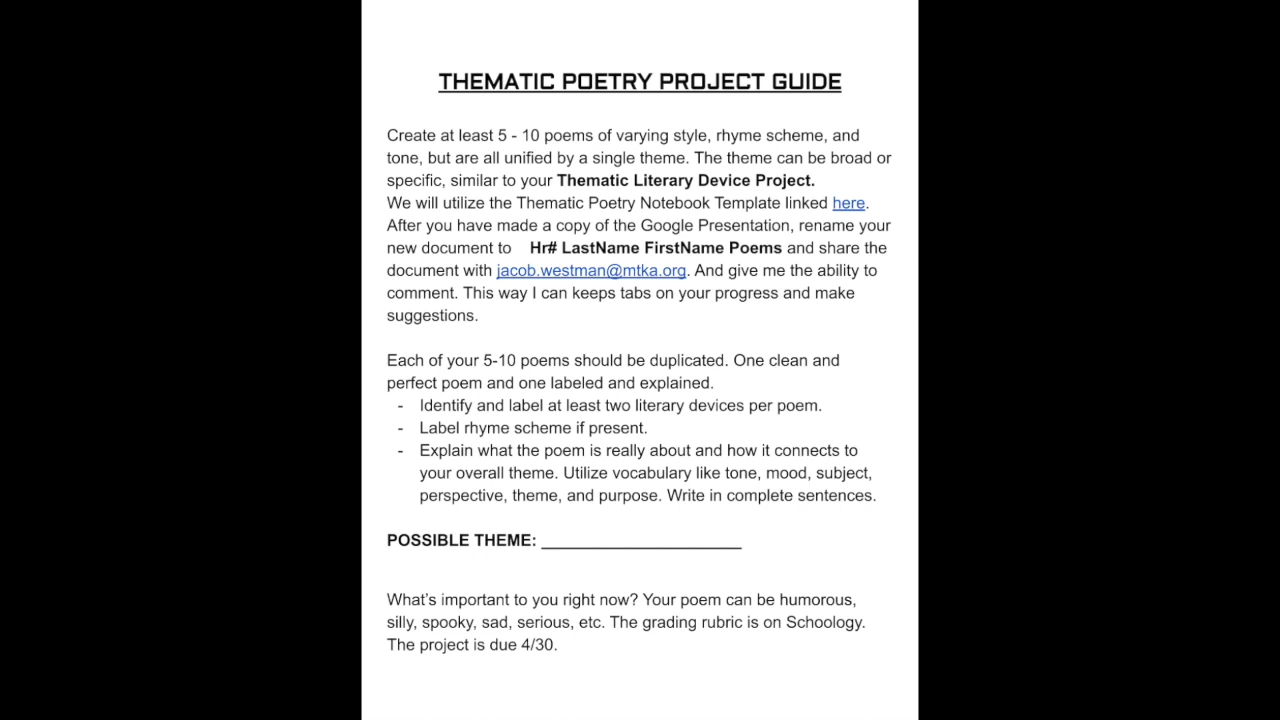 THEMATIC POETRY PROJECT GUIDE
Create at least 5 - 10 poems of varying style, rhyme scheme, and
tone, but are all unified by a single theme. The theme can be broad or
specific, similar to your Thematic Literary Device Project.
We will utilize the Thematic Poetry Notebook Template linked here.
After you have made a copy of the Google Presentation, rename your
new document to Hr# LastName FirstName Poems and share the
document with jacob.westman@mtka.org. And give me the ability to
comment. This way I can keeps tabs on your progress and make
suggestions.
Each of your 5-10 poems should be duplicated. One clean and
perfect poem and one labeled and explained.
- Identify and label at least two literary devices per poem.
- Label rhyme scheme if present.
- Explain what the poem is really about and how it connects to
your overall theme. Utilize vocabulary like tone, mood, subject,
perspective, theme, and purpose. Write in complete sentences.
POSSIBLE THEME: ______________________
What’s important to you right now? Your poem can be humorous,
silly, spooky, sad, serious, etc. The grading rubric is on Schoology.
The project is due 4/30.